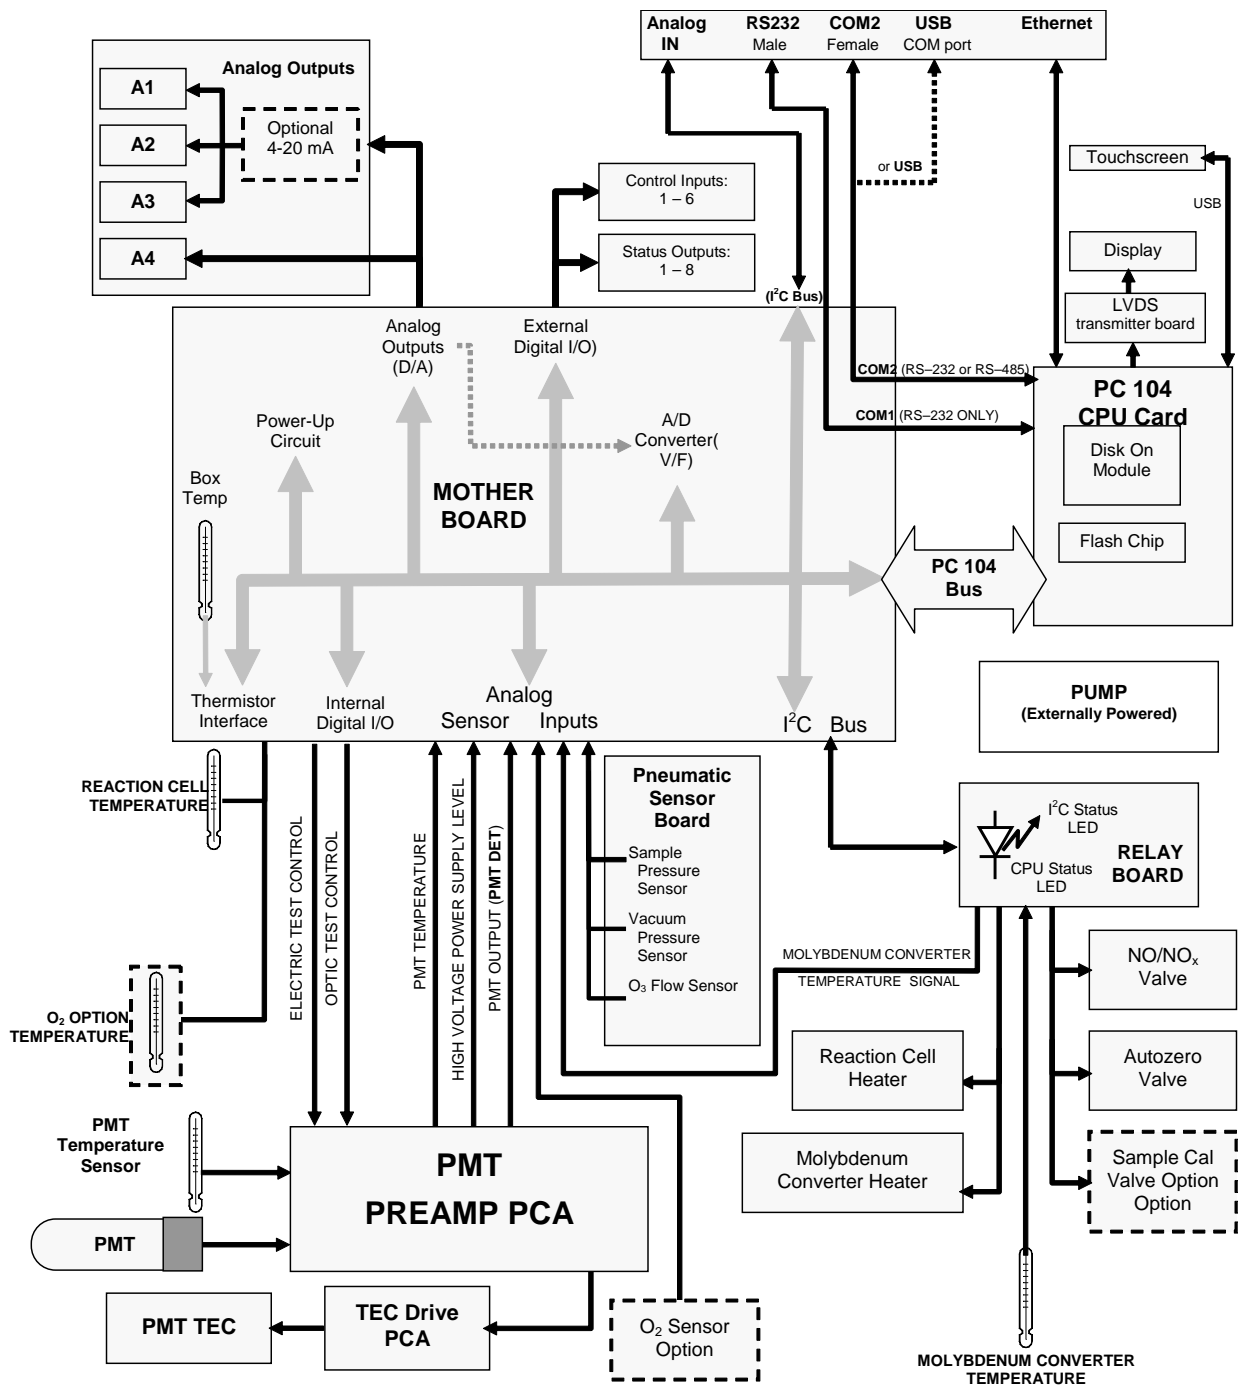 Analog IN
RS232 Male
COM2 Female
USB COM port
Ethernet
Analog Outputs
A1
A2
A3
A4
Optional
4-20 mA
Control Inputs:
1 – 6
Status Outputs:
1 – 8
or USB
Touchscreen
USB
Display
LVDS
transmitter board
(I²C Bus)
Analog
Outputs
(D/A)
External
Digital I/O)
COM2 (RS–232 or RS–485)
COM1 (RS–232 ONLY)
PC 104
CPU Card
Disk On
Module
Flash Chip
Power-Up
Circuit
A/D
Converter(
V/F)
Box
Temp
MOTHER
BOARD
PC 104
Bus
Thermistor
Interface
Internal
Digital I/O
Analog
Sensor Inputs
I²C Bus
PUMP
(Externally Powered)
REACTION CELL
TEMPERATURE
ELECTRIC TEST CONTROL
OPTIC TEST CONTROL
PMT TEMPERATURE
HIGH VOLTAGE POWER SUPPLY LEVEL
PMT OUTPUT (PMT DET)
Pneumatic
Sensor
Board
Sample
Pressure
Sensor
Vacuum
Pressure
Sensor
O₃ Flow Sensor
I²C Status
LED
RELAY
BOARD
CPU Status
LED
MOLYBDENUM CONVERTER
TEMPERATURE SIGNAL
NO/NOₓ
Valve
O₂ OPTION
TEMPERATURE
Reaction Cell
Heater
Autozero
Valve
PMT
Temperature
Sensor
PMT
PREAMP PCA
Molybdenum
Converter Heater
Sample Cal
Valve Option
Option
PMT
PMT TEC
TEC Drive
PCA
O₂ Sensor
Option
MOLYBDENUM CONVERTER
TEMPERATURE